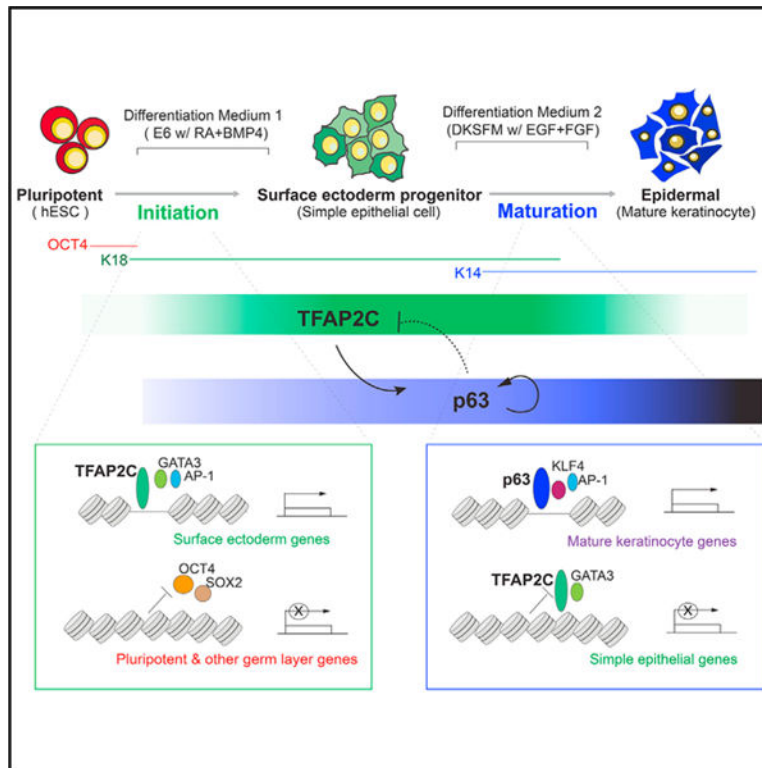 Differentiation Medium 1
( E6 w/ RA+BMP4)
Differentiation Medium 2
(DKSFM w/ EGF+FGF)
Pluripotent
( hESC )
Initiation
Surface ectoderm progenitor
(Simple epithelial cell)
Maturation
Epidermal
(Mature keratinocyte)
OCT4
K18
K14
TFAP2C
p63
TFAP2C
GATA3
AP-1
Surface ectoderm genes
OCT4
SOX2
X
Pluripotent & other germ layer genes
p63
KLF4
AP-1
Mature keratinocyte genes
TFAP2C
GATA3
X
Simple epithelial genes